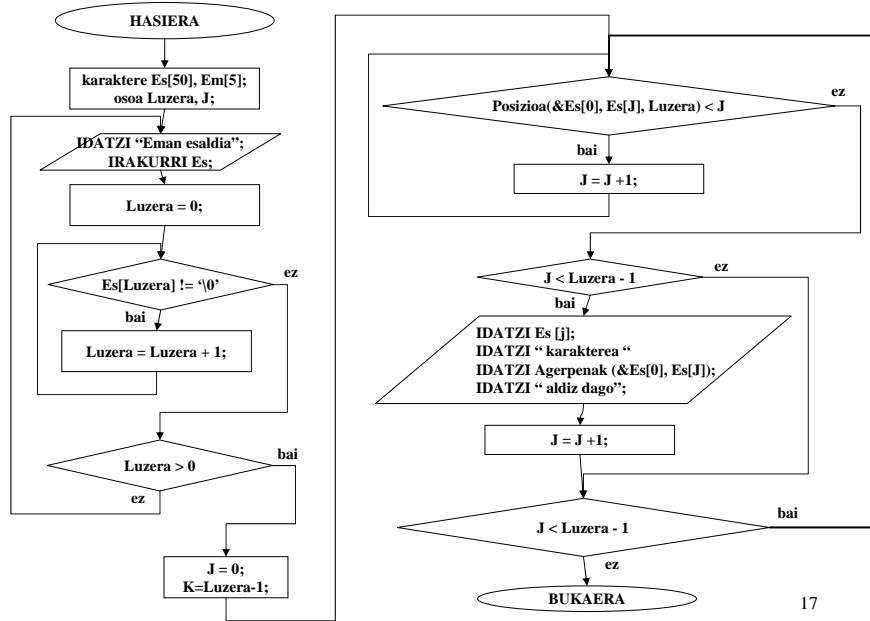 HASIERA
karaktere Es[50], Em[5];
osoa Luzera, J;
IDATZI “Eman esaldia”;
IRAKURRI Es;
Luzera = 0;
Es[Luzera] != ‘\0’
ez
bai
Luzera = Luzera + 1;
Luzera > 0
bai
ez
J = 0;
K=Luzera-1;
Posizioa(&Es[0], Es[J], Luzera) < J
ez
bai
J = J +1;
J < Luzera - 1
ez
bai
IDATZI Es [j];
IDATZI “ karakterea “
IDATZI Agerpenak (&Es[0], Es[J]);
IDATZI “ aldiz dago”;
J = J +1;
J < Luzera - 1
bai
ez
BUKAERA
17